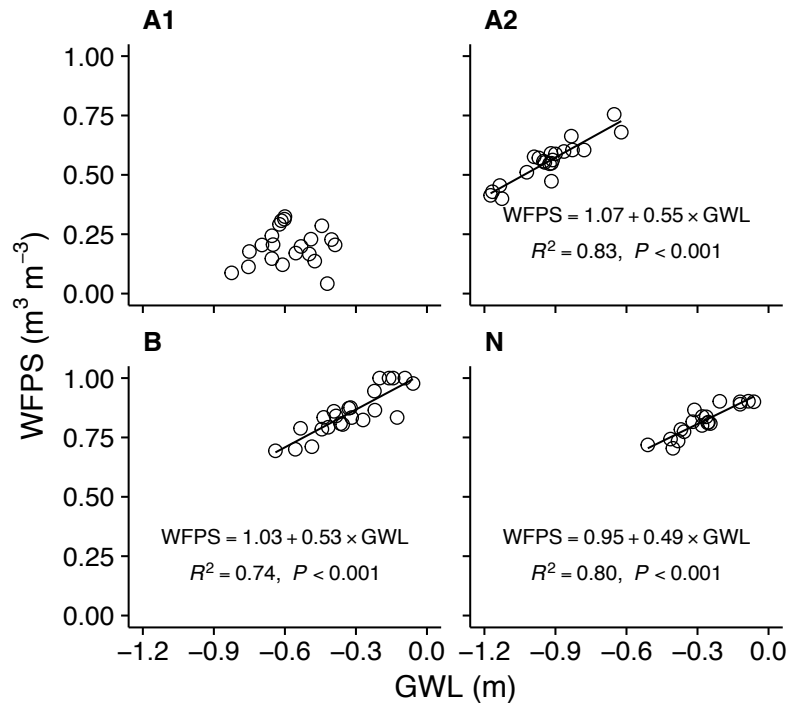 A1
A2
1.00
0.75
0.50
0.25
0.00
WFPS = 1.07 + 0.55 × GWL
R² = 0.83, P < 0.001
WFPS (m³ m⁻³)
B
N
1.00
0.75
0.50
0.25
0.00
WFPS = 1.03 + 0.53 × GWL
R² = 0.74, P < 0.001
WFPS = 0.95 + 0.49 × GWL
R² = 0.80, P < 0.001
−1.2 −0.9 −0.6 −0.3 0.0
−1.2 −0.9 −0.6 −0.3 0.0
GWL (m)